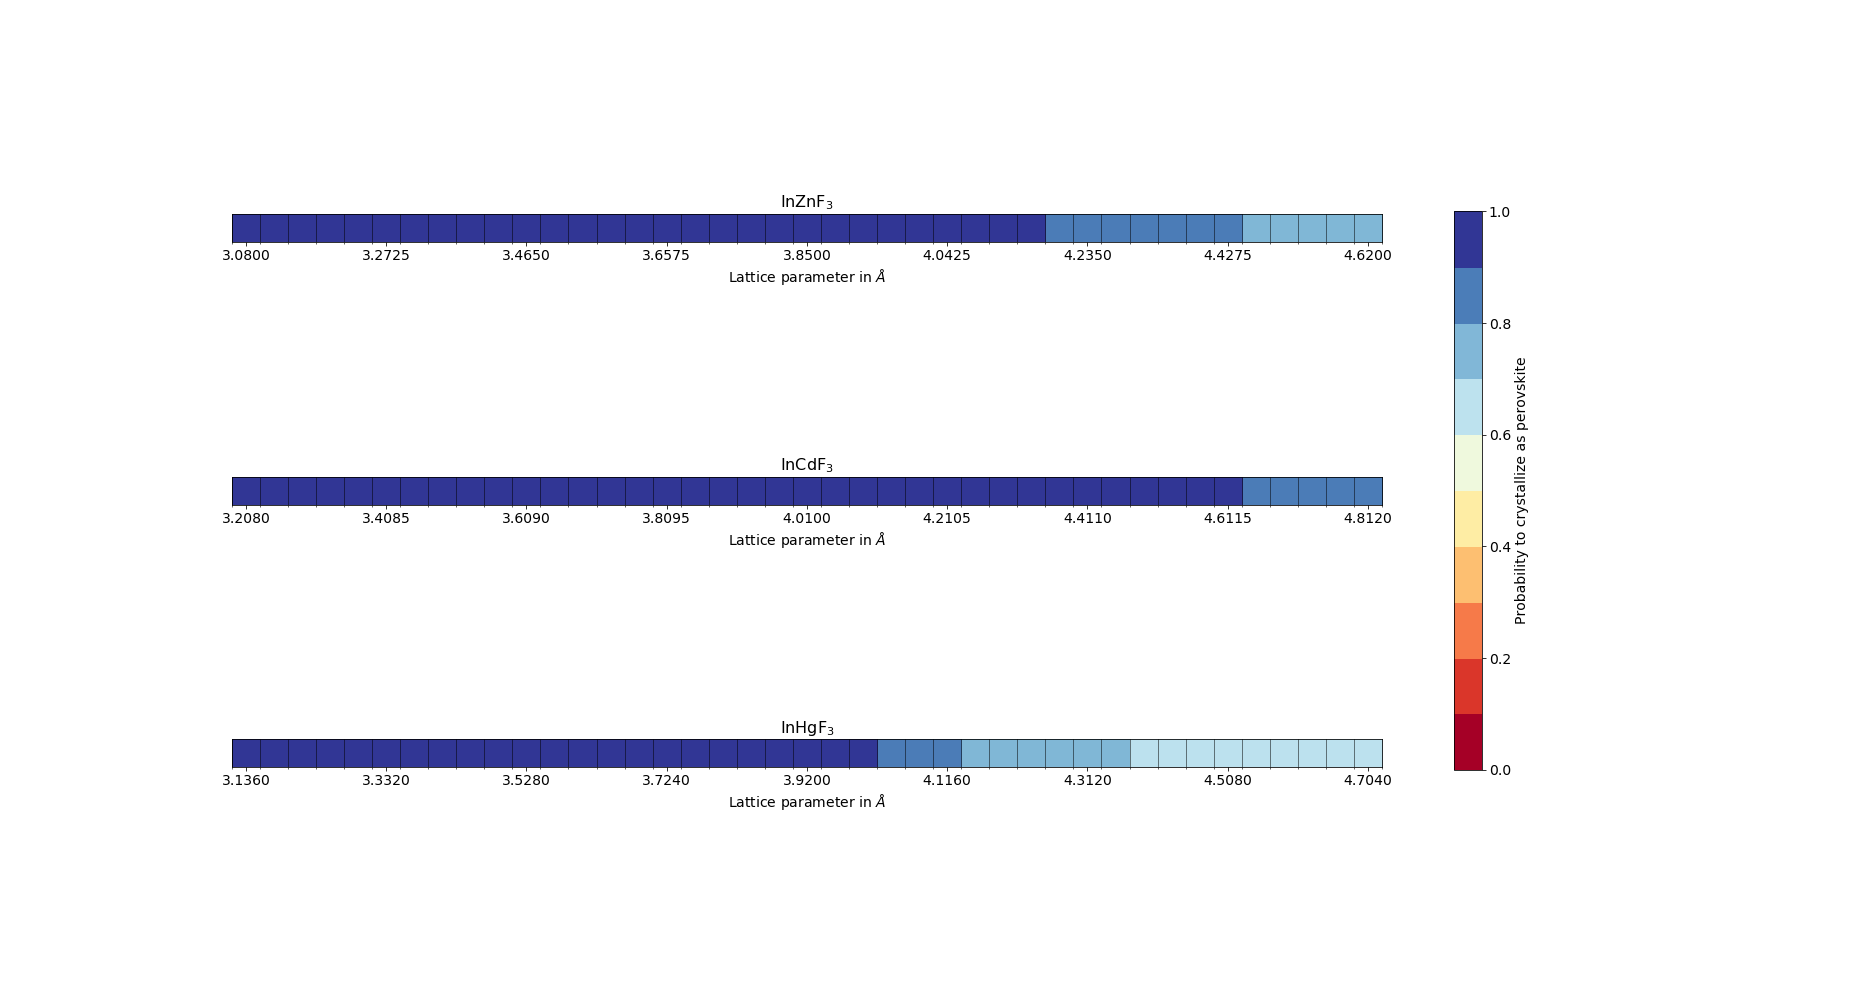 InZnF₃
3.0800 3.2725 3.4650 3.6575 3.8500 4.0425 4.2350 4.4275 4.6200
Lattice parameter in Å
InCdF₃
3.2080 3.4085 3.6090 3.8095 4.0100 4.2105 4.4110 4.6115 4.8120
Lattice parameter in Å
InHgF₃
3.1360 3.3320 3.5280 3.7240 3.9200 4.1160 4.3120 4.5080 4.7040
Lattice parameter in Å
1.0
0.8
0.6
0.4
0.2
0.0
Probability to crystallize as perovskite